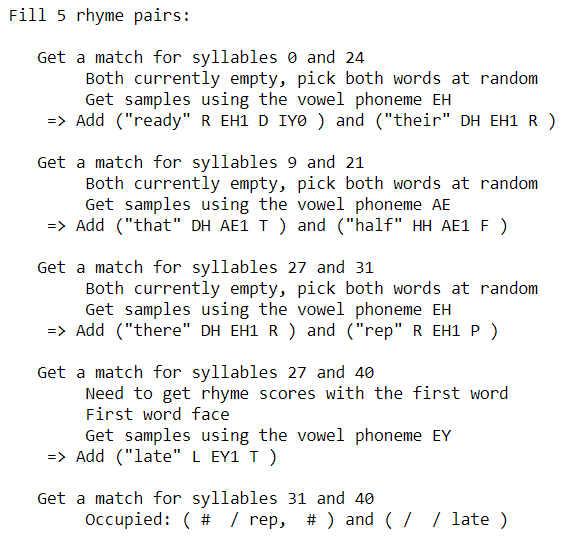 Fill 5 rhyme pairs:
Get a match for syllables 0 and 24
Both currently empty, pick both words at random
Get samples using the vowel phoneme EH
=> Add ("ready" R EH1 D IY0 ) and ("their" DH EH1 R )
Get a match for syllables 9 and 21
Both currently empty, pick both words at random
Get samples using the vowel phoneme AE
=> Add ("that" DH AE1 T ) and ("half" HH AE1 F )
Get a match for syllables 27 and 31
Both currently empty, pick both words at random
Get samples using the vowel phoneme EH
=> Add ("there" DH EH1 R ) and ("rep" R EH1 P )
Get a match for syllables 27 and 40
Need to get rhyme scores with the first word
First word face
Get samples using the vowel phoneme EY
=> Add ("late" L EY1 T )
Get a match for syllables 31 and 40
Occupied: ( #  / rep,  # ) and ( /  / late )